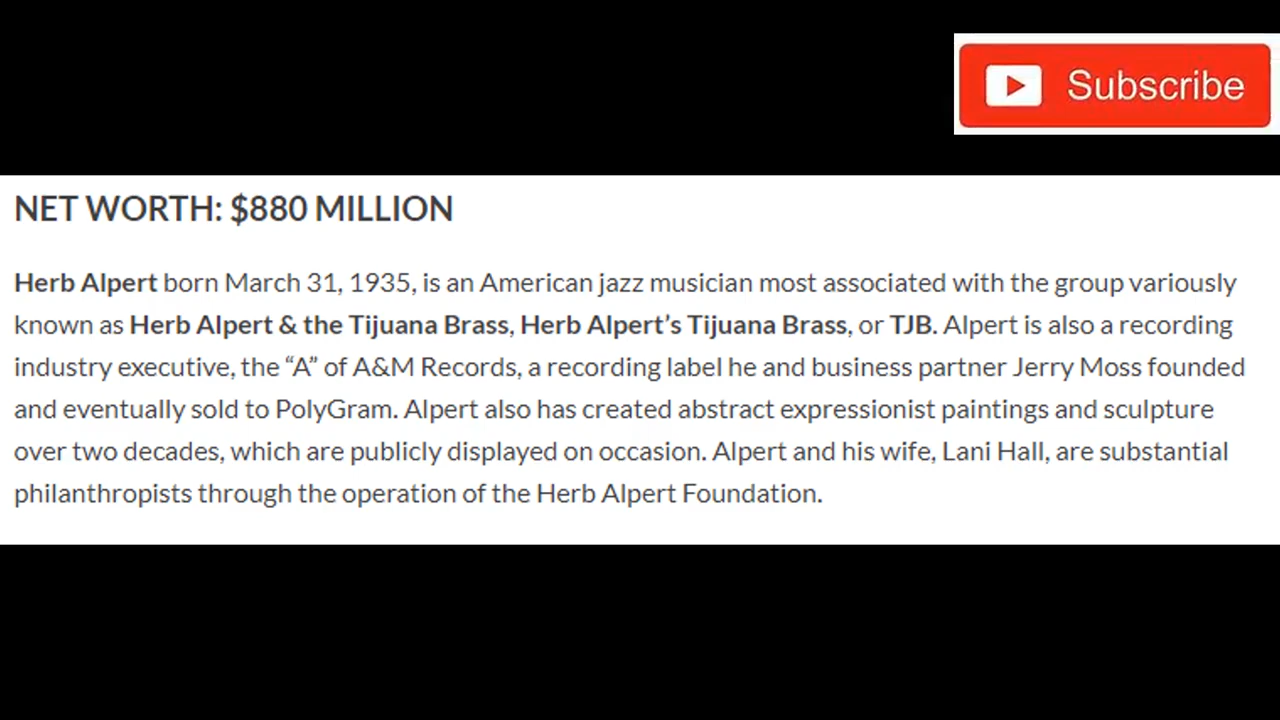 Subscribe
NET WORTH: $880 MILLION
Herb Alpert born March 31, 1935, is an American jazz musician most associated with the group variously
known as Herb Alpert & the Tijuana Brass, Herb Alpert’s Tijuana Brass, or TJB. Alpert is also a recording
industry executive, the “A” of A&M Records, a recording label he and business partner Jerry Moss founded
and eventually sold to PolyGram. Alpert also has created abstract expressionist paintings and sculpture
over two decades, which are publicly displayed on occasion. Alpert and his wife, Lani Hall, are substantial
philanthropists through the operation of the Herb Alpert Foundation.